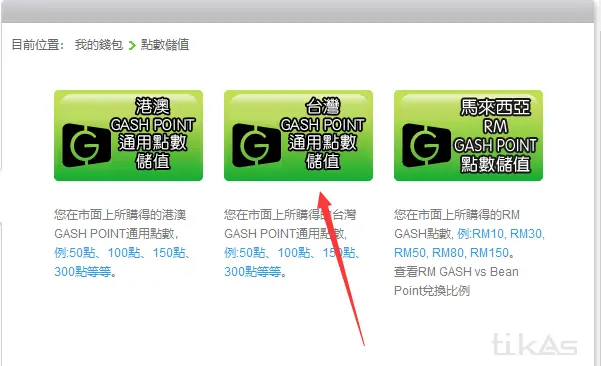 目前位置： 我的錢包 > 點數儲值
港澳
GASH POINT
通用點數
儲值
台灣
GASH POINT
通用點數
儲值
馬來西亞
RM
GASH POINT
點數儲值
您在市面上所購得的港澳
GASH POINT通用點數,
例:50點、100點、150點、
300點等等。
您在市面上所購得的台灣
GASH POINT通用點數,
例:50點、100點、150點、
300點等等。
您在市面上所購得的RM
GASH點數, 例:RM10, RM30,
RM50, RM80, RM150。
查看RM GASH vs Bean
Point兌換比例
tikAs